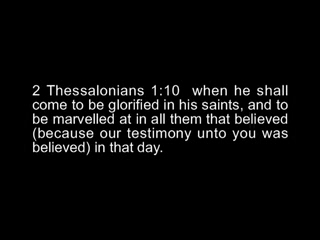 2 Thessalonians 1:10  when he shall
come to be glorified in his saints, and to
be marvelled at in all them that believed
(because our testimony unto you was
believed) in that day.